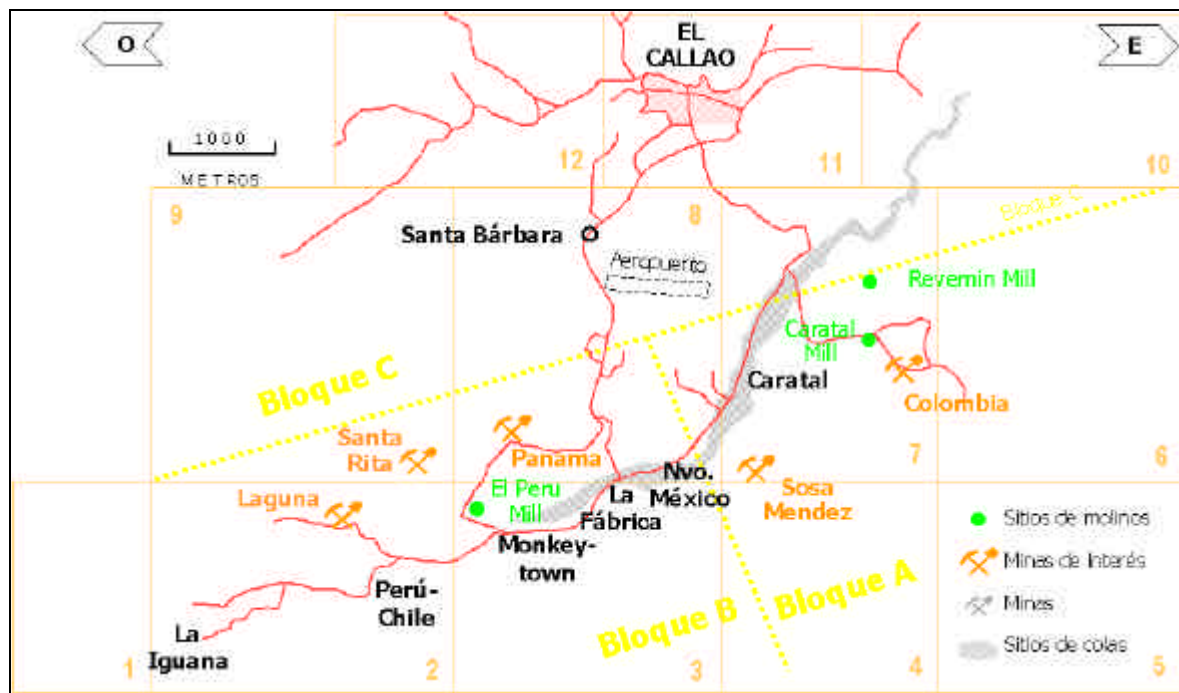 O
EL
CALLAO
E
1000
METROS
12
11
10
9
8
Bloque C
Santa Bárbara
Aeropuerto
Revemin Mill
Caratal
Mill
Bloque C
Caratal
Colombia
Santa
Rita
Panama
7
6
Laguna
El Peru
Mill
La
Fábrica
Nvo.
México
Sosa
Mendez
Sitios de molinos
Monkey-
town
Minas de Interés
Perú-
Chile
Bloque B
Bloque A
Minas
La
Iguana
Sitios de colas
1
2
3
4
5